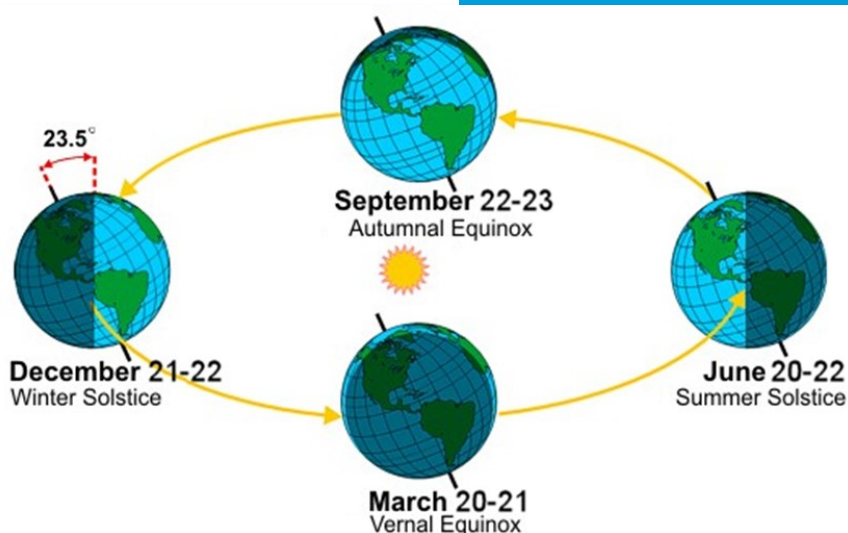 23.5°
September 22-23
Autumnal Equinox
December 21-22
Winter Solstice
June 20-22
Summer Solstice
March 20-21
Vernal Equinox